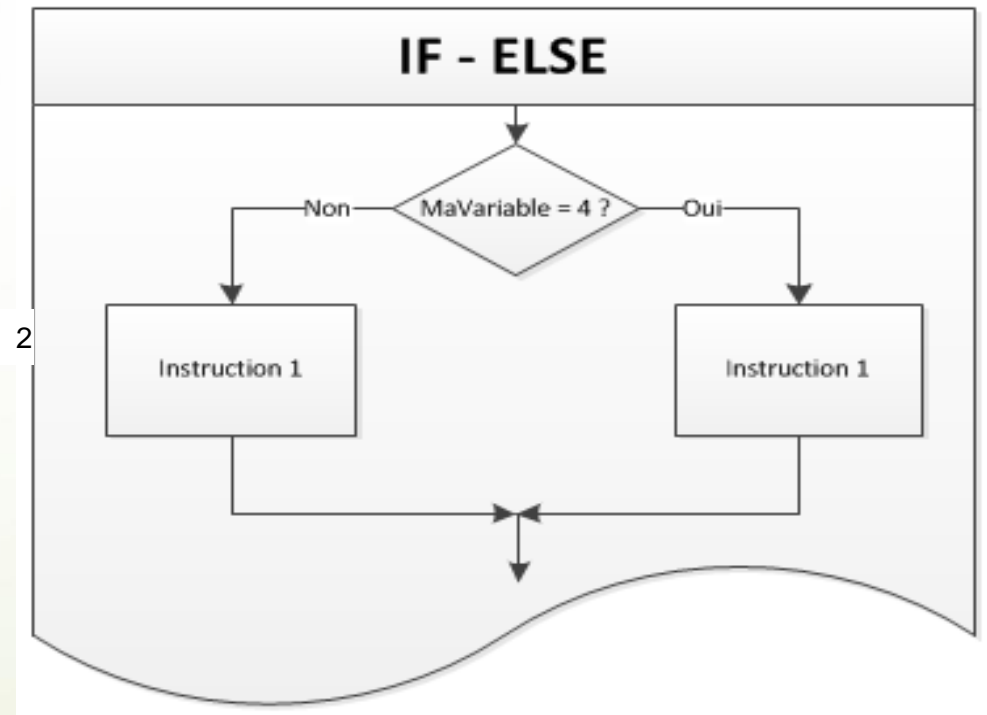 IF - ELSE
Non
MaVariable = 4 ?
Oui
2
Instruction 1
Instruction 1